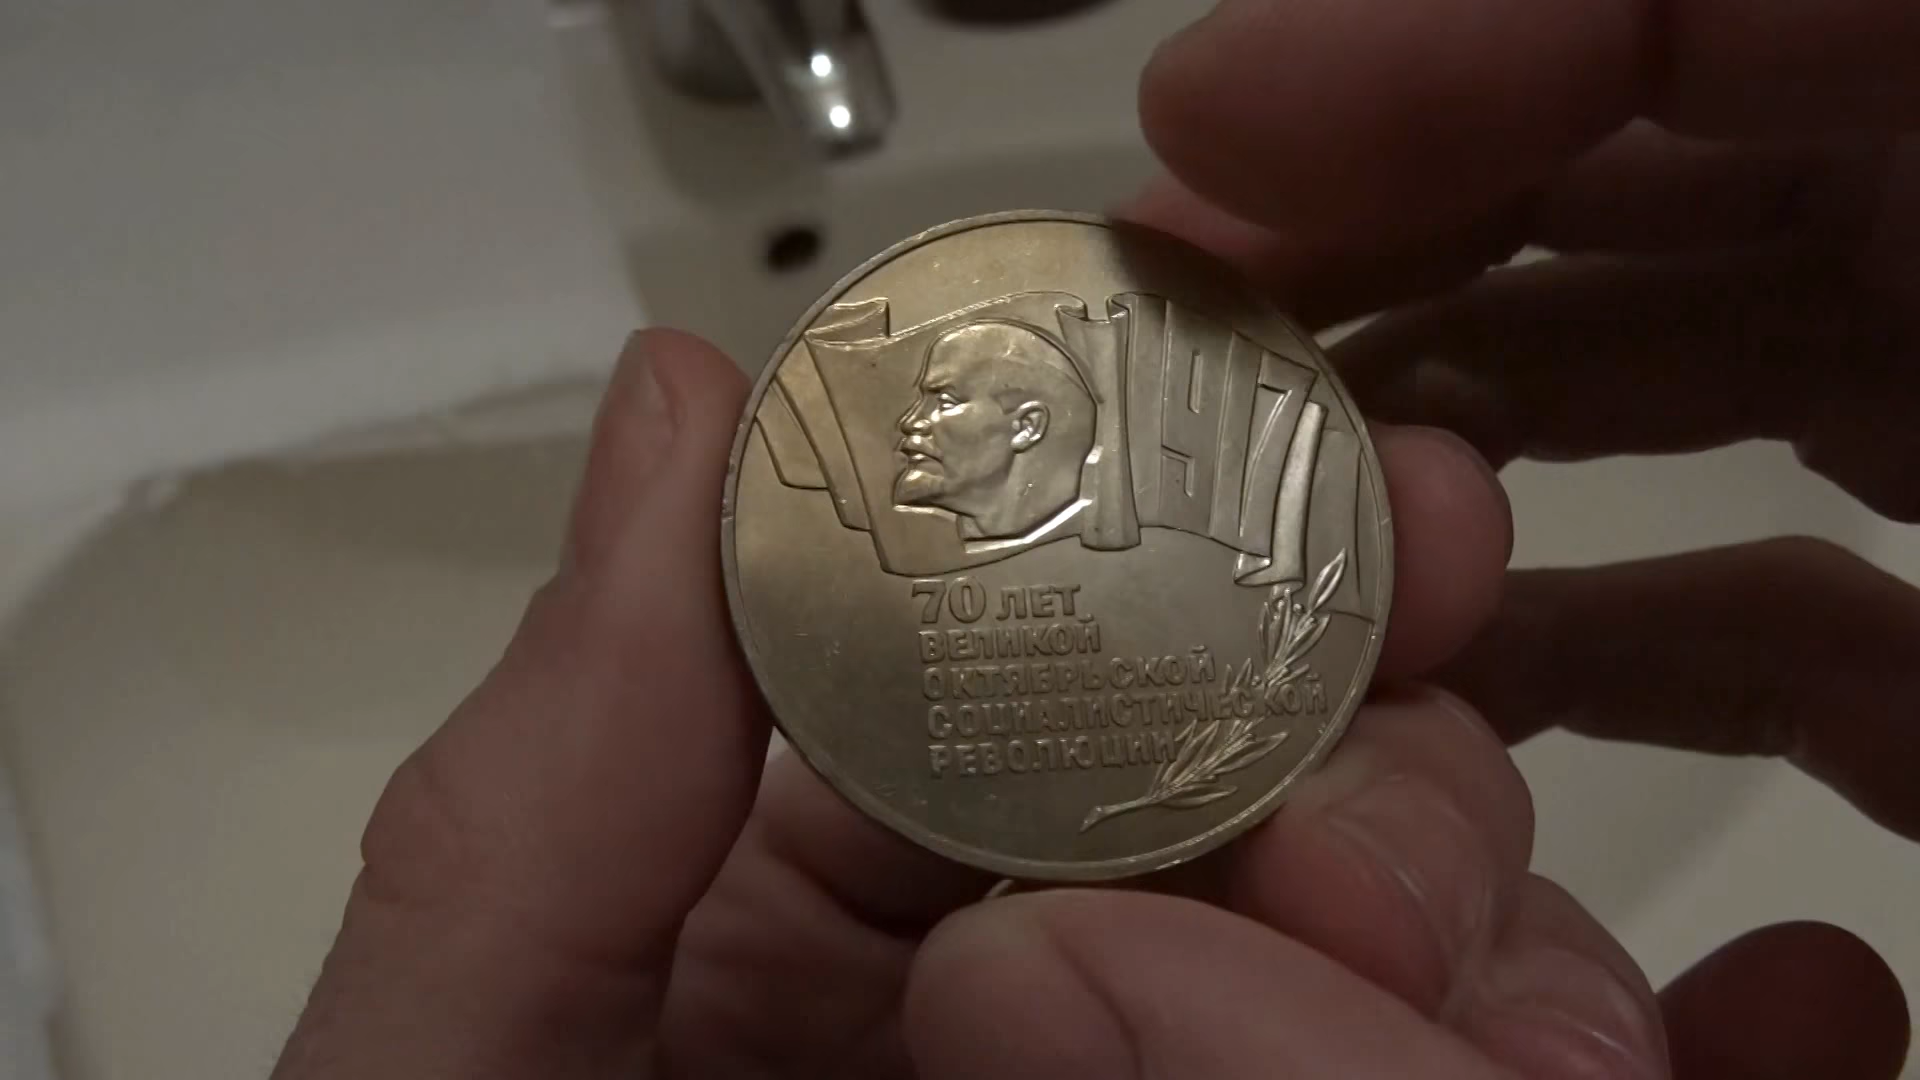 1917
70 ЛЕТ
ВЕЛИКОЙ
ОКТЯБРЬСКОЙ
СОЦИАЛИСТИЧЕСКОЙ
РЕВОЛЮЦИИ